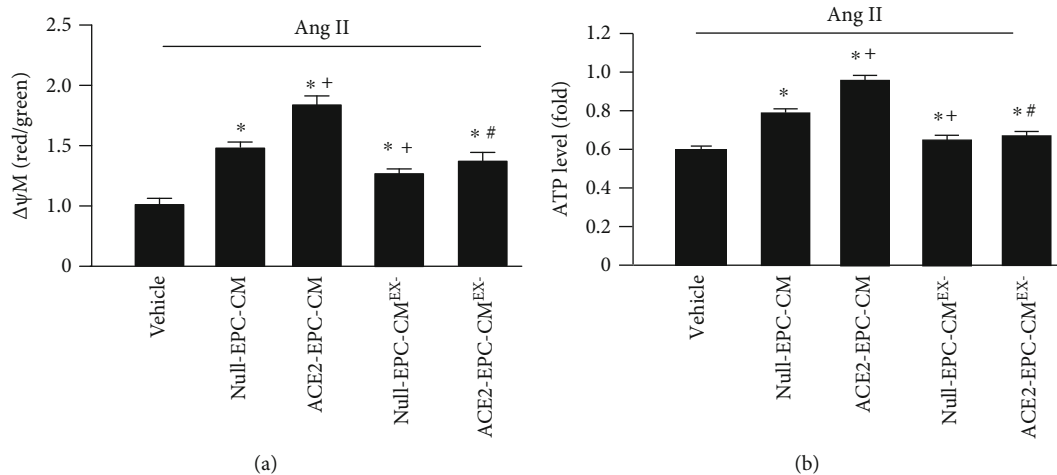 Ang II
2.5
2.0
1.5
1.0
0
ΔψM (red/green)
*
* +
* +
* #
Vehicle
Null-EPC-CM
ACE2-EPC-CM
Null-EPC-CMEX-
ACE2-EPC-CMEX-
(a)
Ang II
1.2
1.0
0.8
0.6
0.4
0.2
0
ATP level (fold)
*
* +
* +
* #
Vehicle
Null-EPC-CM
ACE2-EPC-CM
Null-EPC-CMEX-
ACE2-EPC-CMEX-
(b)